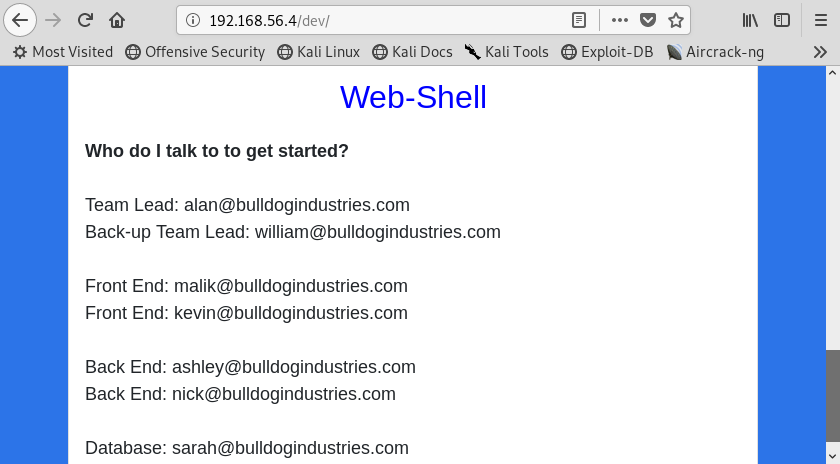 192.168.56.4/dev/
Most Visited Offensive Security Kali Linux Kali Docs Kali Tools Exploit-DB Aircrack-ng
Web-Shell
Who do I talk to to get started?
Team Lead: alan@bulldogindustries.com
Back-up Team Lead: william@bulldogindustries.com
Front End: malik@bulldogindustries.com
Front End: kevin@bulldogindustries.com
Back End: ashley@bulldogindustries.com
Back End: nick@bulldogindustries.com
Database: sarah@bulldogindustries.com